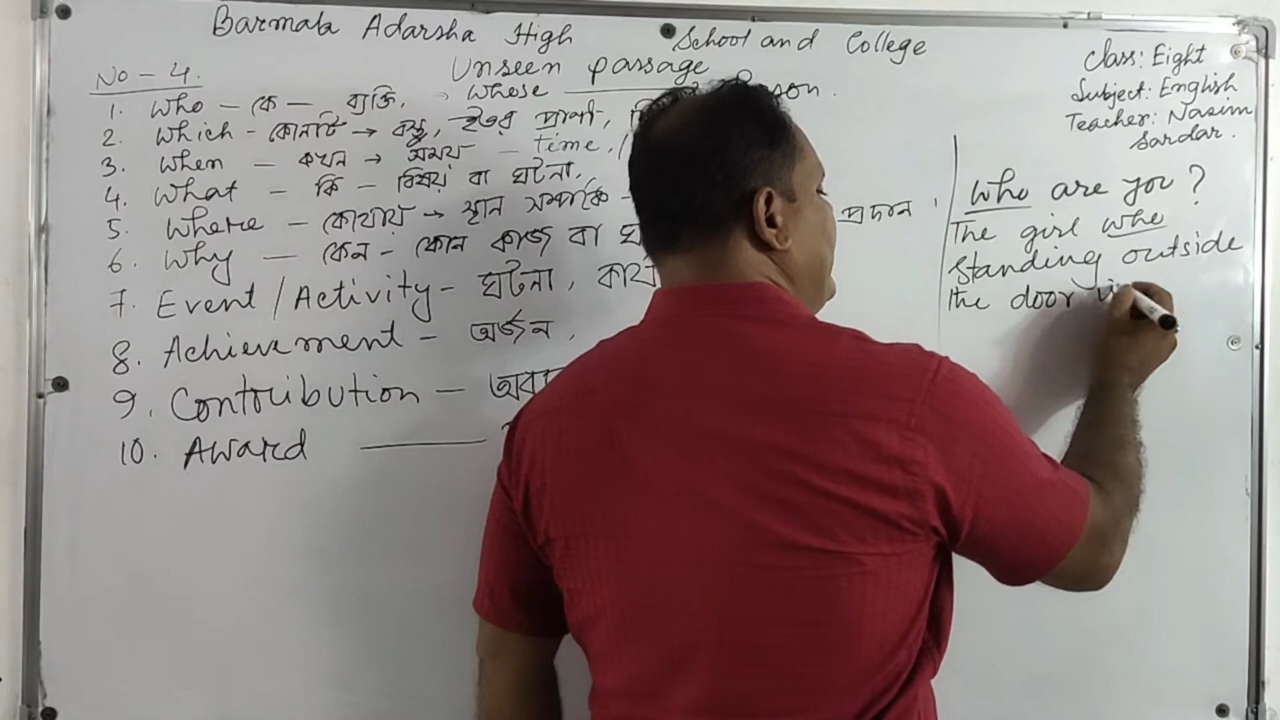 Barmala Adarsha High School and College
Unseen passage
Class: Eight
Subject: English
Teacher: Nasim
Sardar.
No - 4.
1. Who - কে - ব্যক্তি, Whose
2. Which - কোনটি → বস্তু, ইতর প্রাণী,
3. When - কখন → সময় - time,
4. What - কি - বিষয় বা ঘটনা,
5. Where - কোথায় → স্থান সম্পর্কে -
6. Why - কেন - কোন কাজ বা
7. Event / Activity - ঘটনা,
8. Achievement - অর্জন,
9. Contribution -
10. Award
প্রদান
Who are you?
The girl who
standing outside
the door